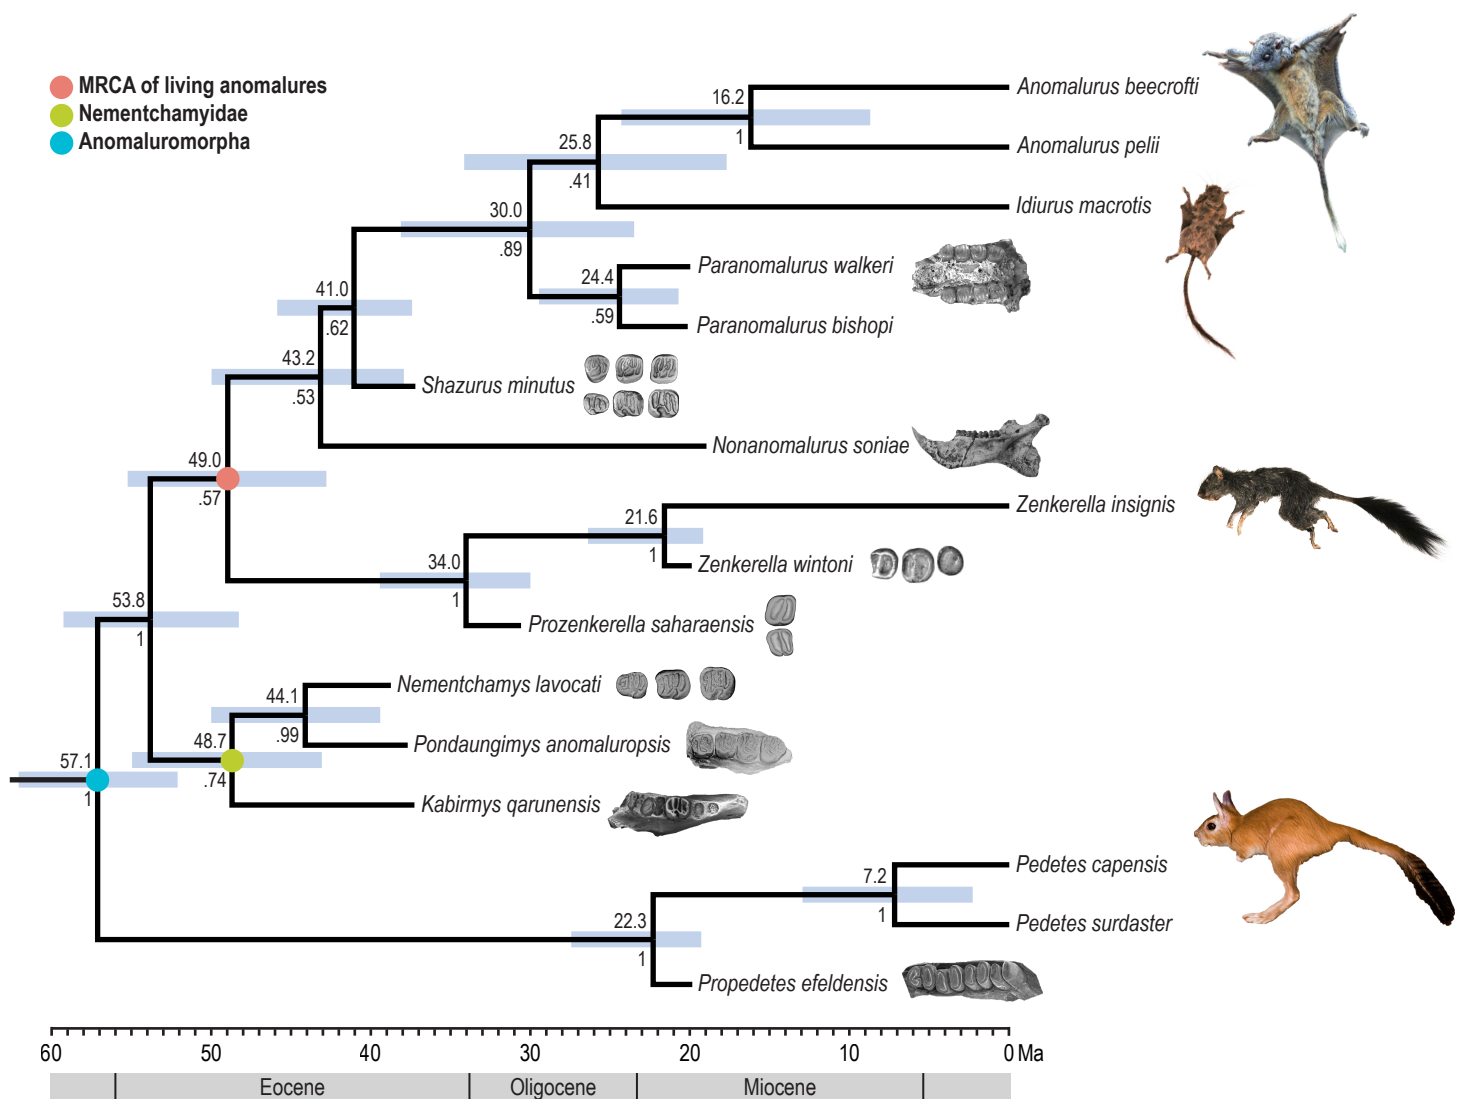 MRCA of living anomalures
Nementchamyidae
Anomaluromorpha
16.2
1
Anomalurus beecrofti
Anomalurus pelii
25.8
.41
Idiurus macrotis
30.0
.89
Paranomalurus walkeri
24.4
.59
Paranomalurus bishopi
41.0
.62
Shazurus minutus
43.2
.53
Nonanomalurus soniae
49.0
.57
Zenkerella insignis
21.6
1
Zenkerella wintoni
34.0
1
Prozenkerella saharaensis
53.8
1
Nementchamys lavocati
44.1
.99
Pondaungimys anomaluropsis
48.7
.74
Kabirmys qarunensis
57.1
1
Pedetes capensis
7.2
1
Pedetes surdaster
22.3
1
Propedetes efeldensis
60 50 40 30 20 10 0 Ma
Eocene Oligocene Miocene